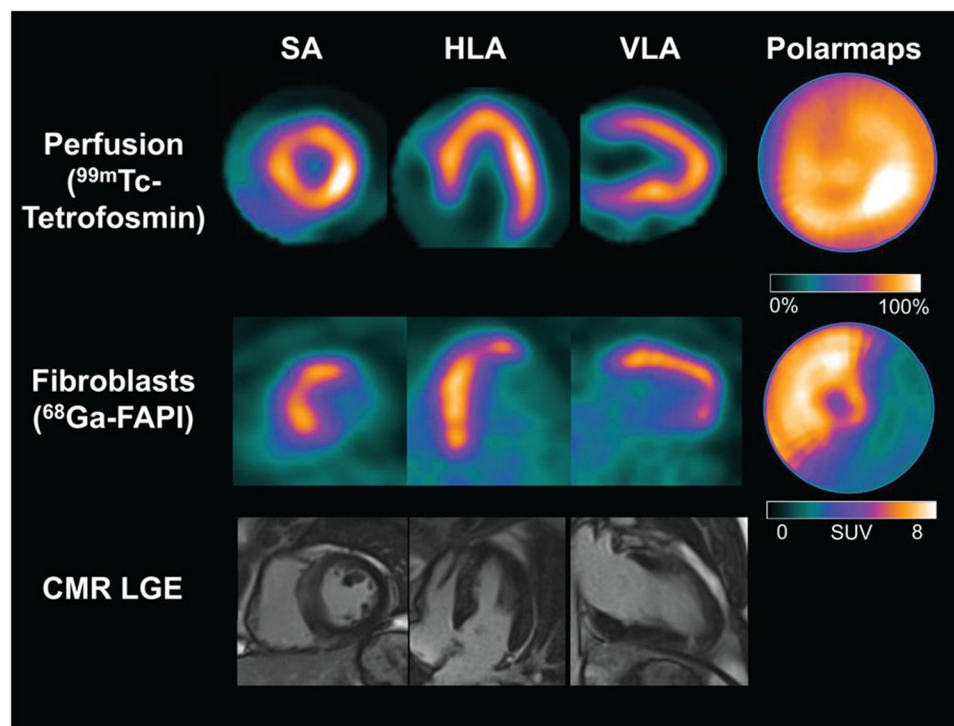 SA HLA VLA Polarmaps
Perfusion
(⁹⁹ᵐTc-
Tetrofosmin)
0% 100%
Fibroblasts
(⁶⁸Ga-FAPI)
0 SUV 8
CMR LGE